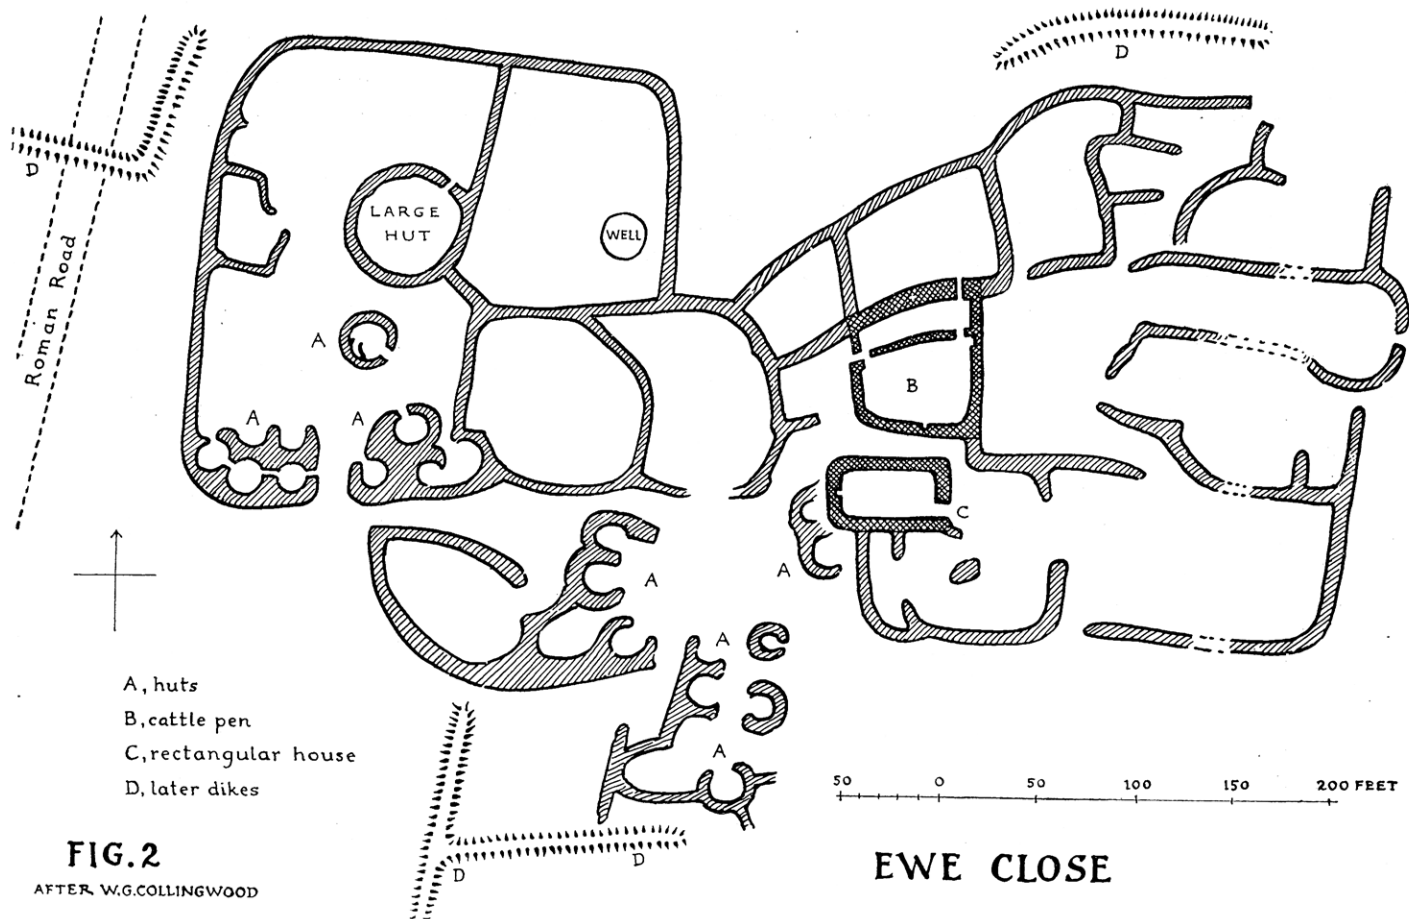 D
D
Roman Road
LARGE
HUT
WELL
A
A
A
B
C
A
A
A
A
A, huts
B, cattle pen
C, rectangular house
D, later dikes
50 0 50 100 150 200 FEET
D
D
FIG. 2
AFTER W.G.COLLINGWOOD
EWE CLOSE